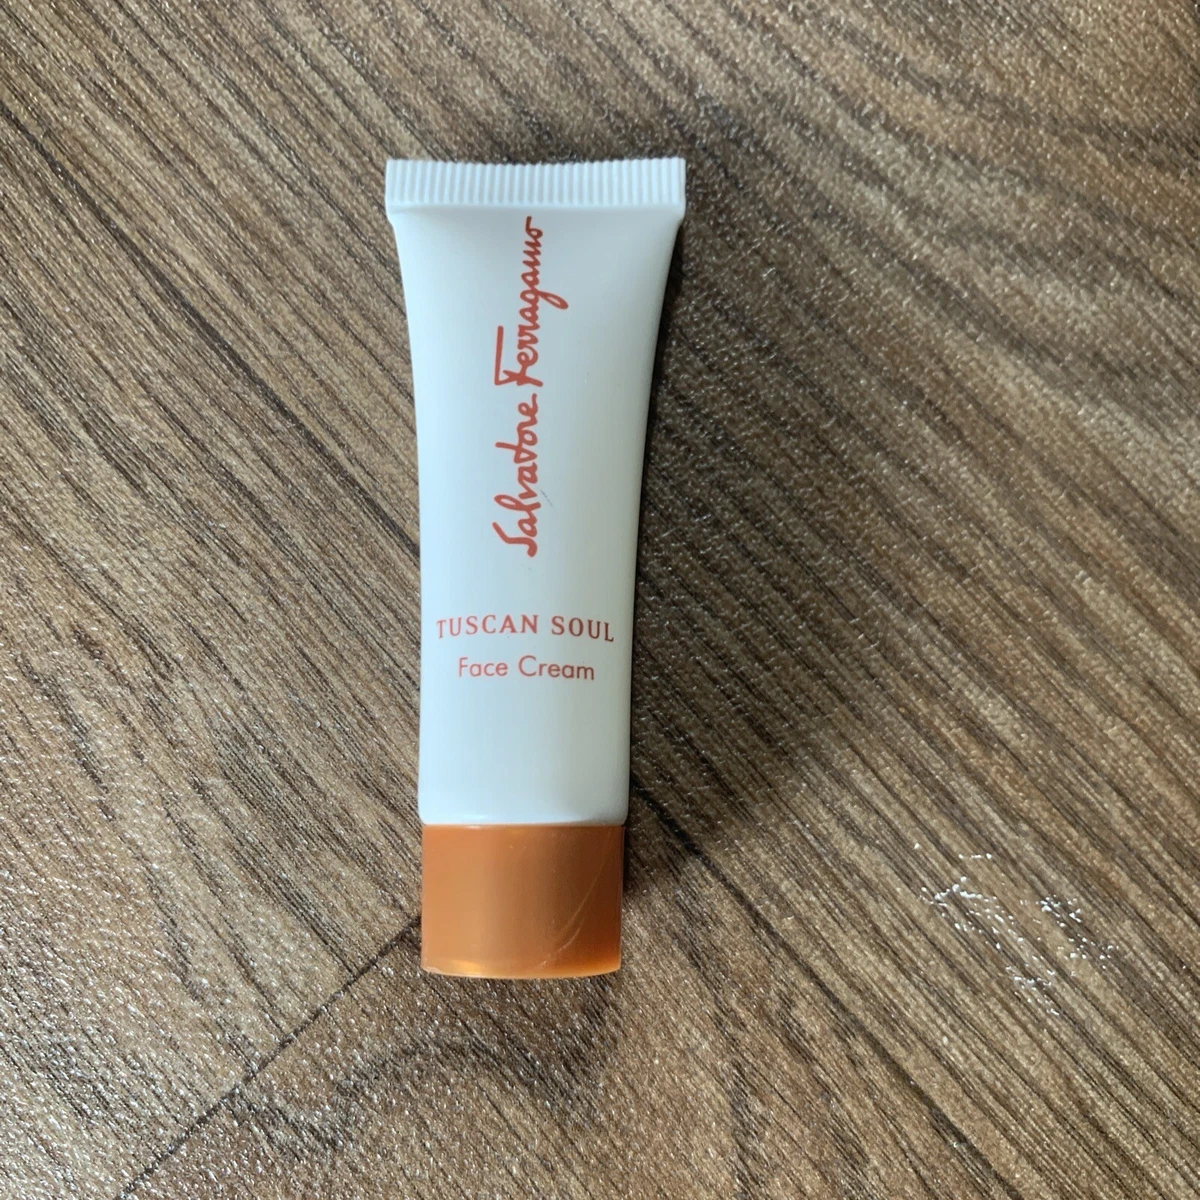 Salvatore Ferragamo
TUSCAN SOUL
Face Cream